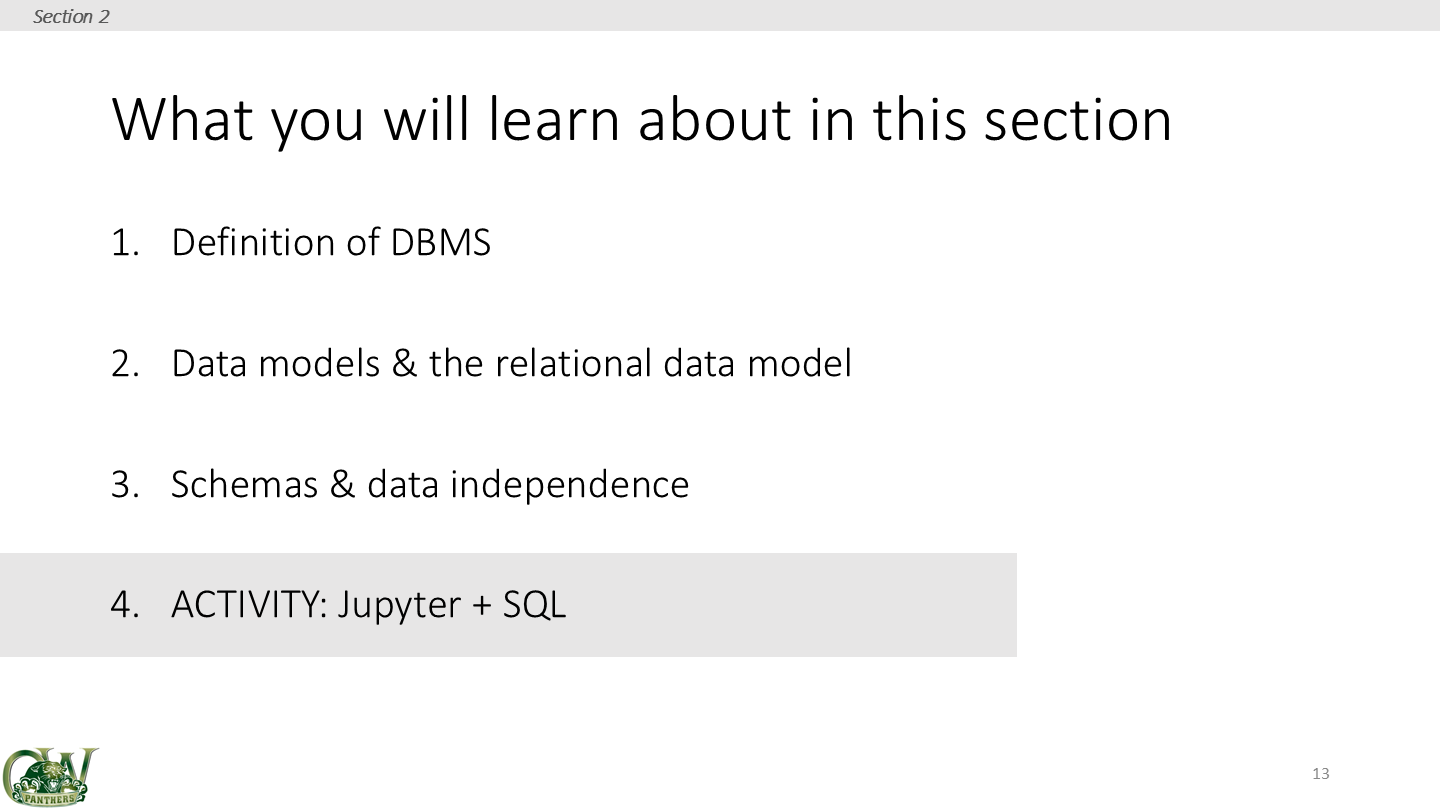 Section 2
What you will learn about in this section
1. Definition of DBMS
2. Data models & the relational data model
3. Schemas & data independence
4. ACTIVITY: Jupyter + SQL
13
OW
PANTHERS